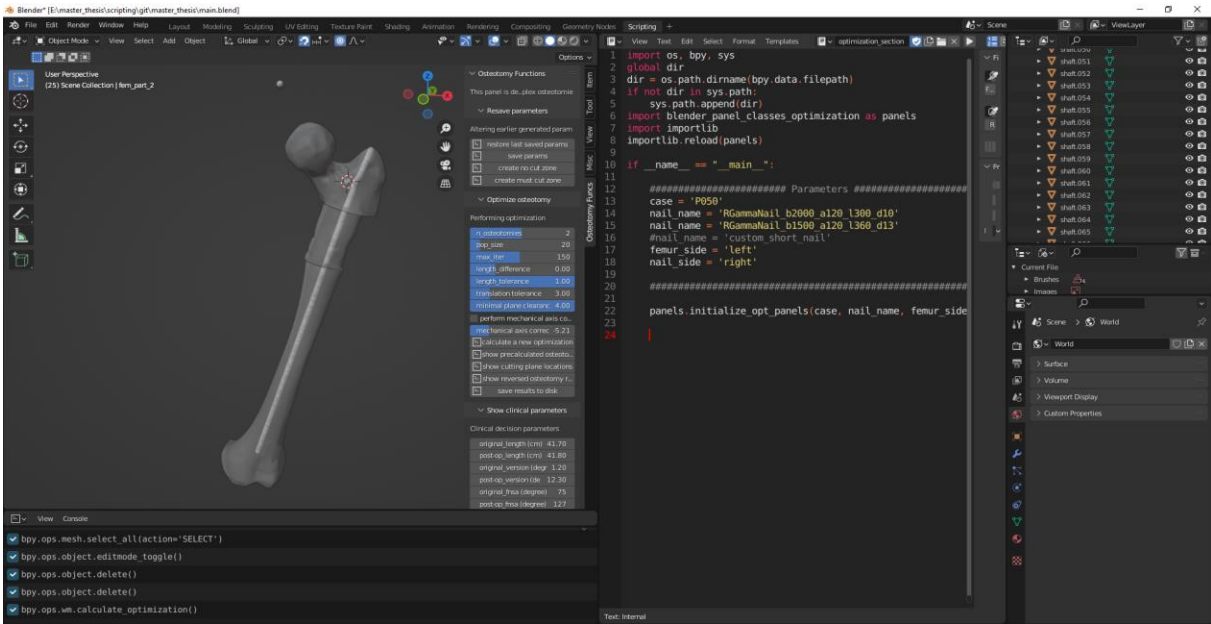 Blender* [E:\master_thesis\scripting\git\master_thesis\main.blend]
File Edit Render Window Help Layout Modeling Sculpting UV Editing Texture Paint Shading Animation Rendering Compositing Geometry Nodes Scripting + Scene ViewLayer
Object Mode View Select Add Object Global
Options
User Perspective
(25) Scene Collection | fem_part_2
Osteotomy Functions
This panel is de..plex osteotomie
Resave parameters
Altering earlier generated param
restore last saved params
save params
create no cut zone
create must cut zone
Optimize osteotomy
Performing optimization
n_osteotomies 2
pop_size 20
max_iter 150
length_difference 0.00
length_tolerance 1.00
translation tolerance 3.00
minimal plane clearanc 4.00
perform mechanical axis co...
mechanical axis correc -5.21
calculate a new optimization
show precalculated osteoto...
show cutting plane locations
show reversed osteotomy r...
save results to disk
Show clinical parameters
Clinical decision parameters
original_length (cm) 41.70
post-op_length (cm) 41.80
original_version (degr 1.20
post-op_version (de 12.30
original_fnsa (degree) 75
post-op_fnsa (degree) 127
Item
Tool
View
Misc
Osteotomy Funcs
View Console
bpy.ops.mesh.select_all(action='SELECT')
bpy.ops.object.editmode_toggle()
bpy.ops.object.delete()
bpy.ops.object.delete()
bpy.ops.wm.calculate_optimization()
View Text Edit Select Format Templates optimization_section
1 import os, bpy, sys
2 global dir
3 dir = os.path.dirname(bpy.data.filepath)
4 if not dir in sys.path:
5 sys.path.append(dir)
6 import blender_panel_classes_optimization as panels
7 import importlib
8 importlib.reload(panels)
9
10 if __name__ == "__main__":
11
12 ######################## Parameters ####################
13 case = 'P050'
14 nail_name = 'RGammaNail_b2000_a120_l300_d10'
15 nail_name = 'RGammaNail_b1500_a120_l360_d13'
16 #nail_name = 'custom_short_nail'
17 femur_side = 'left'
18 nail_side = 'right'
19
20 ########################################################
21
22 panels.initialize_opt_panels(case, nail_name, femur_side
23
24
Text: Internal
shaft.050
shaft.051
shaft.052
shaft.053
shaft.054
shaft.055
shaft.056
shaft.057
shaft.058
shaft.059
shaft.060
shaft.061
shaft.062
shaft.063
shaft.064
shaft.065
Current File
Brushes
Images
Scene > World
World
Surface
Volume
Viewport Display
Custom Properties